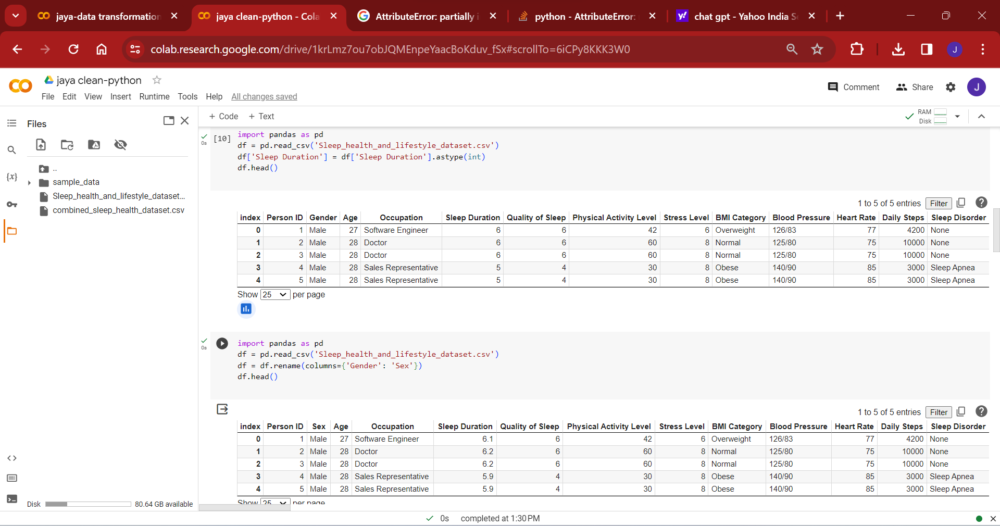 jaya-data transformation
jaya clean-python - Cola
AttributeError: partially i
python - AttributeError:
chat gpt - Yahoo India Se
colab.research.google.com/drive/1krLmz7ou7obJQMEnpeYaacBoKduv_fSx#scrollTo=6iCPy8KKK3W0
J
jaya clean-python
File Edit View Insert Runtime Tools Help All changes saved
Comment Share J
Files
+ Code + Text
RAM
Disk
..
sample_data
Sleep_health_and_lifestyle_dataset...
combined_sleep_health_dataset.csv
{x}
0s
[10]
import pandas as pd
df = pd.read_csv('Sleep_health_and_lifestyle_dataset.csv')
df['Sleep Duration'] = df['Sleep Duration'].astype(int)
df.head()
1 to 5 of 5 entries Filter
index Person ID Gender Age Occupation Sleep Duration Quality of Sleep Physical Activity Level Stress Level BMI Category Blood Pressure Heart Rate Daily Steps Sleep Disorder
0 1 Male 27 Software Engineer 6 6 42 6 Overweight 126/83 77 4200 None
1 2 Male 28 Doctor 6 6 60 8 Normal 125/80 75 10000 None
2 3 Male 28 Doctor 6 6 60 8 Normal 125/80 75 10000 None
3 4 Male 28 Sales Representative 5 4 30 8 Obese 140/90 85 3000 Sleep Apnea
4 5 Male 28 Sales Representative 5 4 30 8 Obese 140/90 85 3000 Sleep Apnea
Show 25 per page
0s
import pandas as pd
df = pd.read_csv('Sleep_health_and_lifestyle_dataset.csv')
df = df.rename(columns={'Gender': 'Sex'})
df.head()
1 to 5 of 5 entries Filter
index Person ID Sex Age Occupation Sleep Duration Quality of Sleep Physical Activity Level Stress Level BMI Category Blood Pressure Heart Rate Daily Steps Sleep Disorder
0 1 Male 27 Software Engineer 6.1 6 42 6 Overweight 126/83 77 4200 None
1 2 Male 28 Doctor 6.2 6 60 8 Normal 125/80 75 10000 None
2 3 Male 28 Doctor 6.2 6 60 8 Normal 125/80 75 10000 None
3 4 Male 28 Sales Representative 5.9 4 30 8 Obese 140/90 85 3000 Sleep Apnea
4 5 Male 28 Sales Representative 5.9 4 30 8 Obese 140/90 85 3000 Sleep Apnea
Show 25 per page
Disk 80.64 GB available
0s completed at 1:30 PM